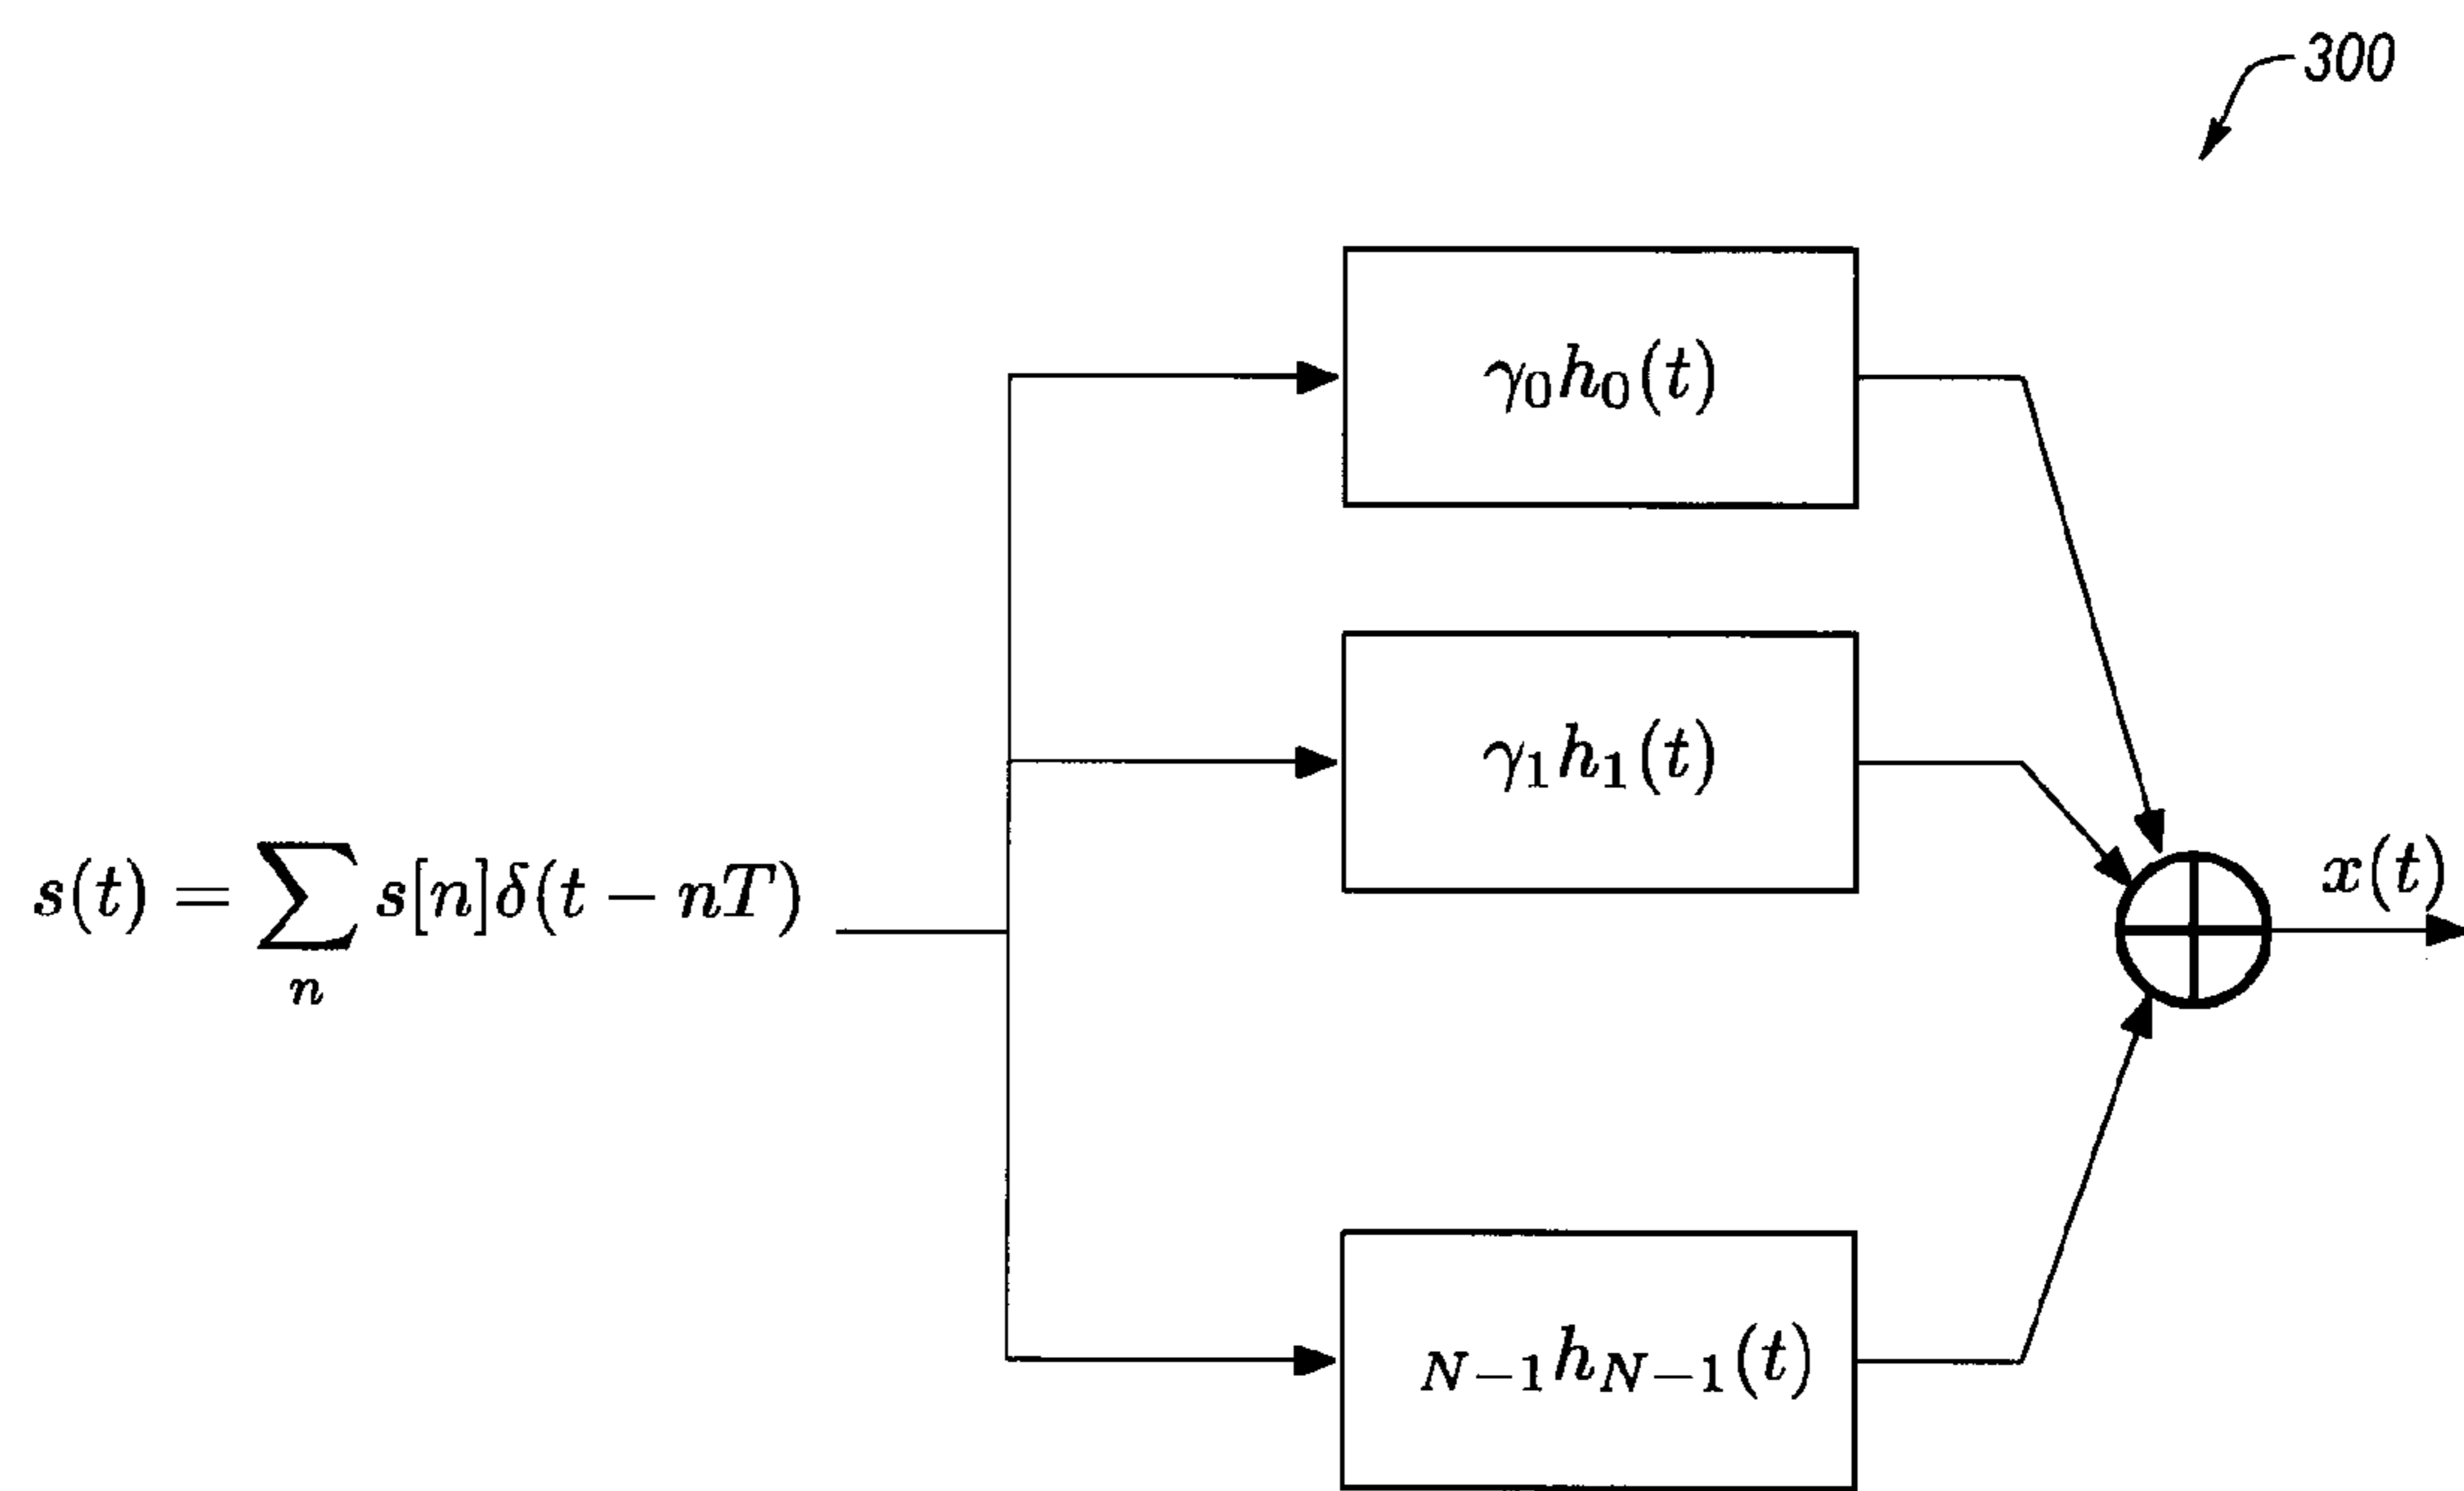 300
γ₀h₀(t)
γ₁h₁(t)
s(t) = ∑ₙ s[n]δ(t − nT)
x(t)
N−1hN−1(t)